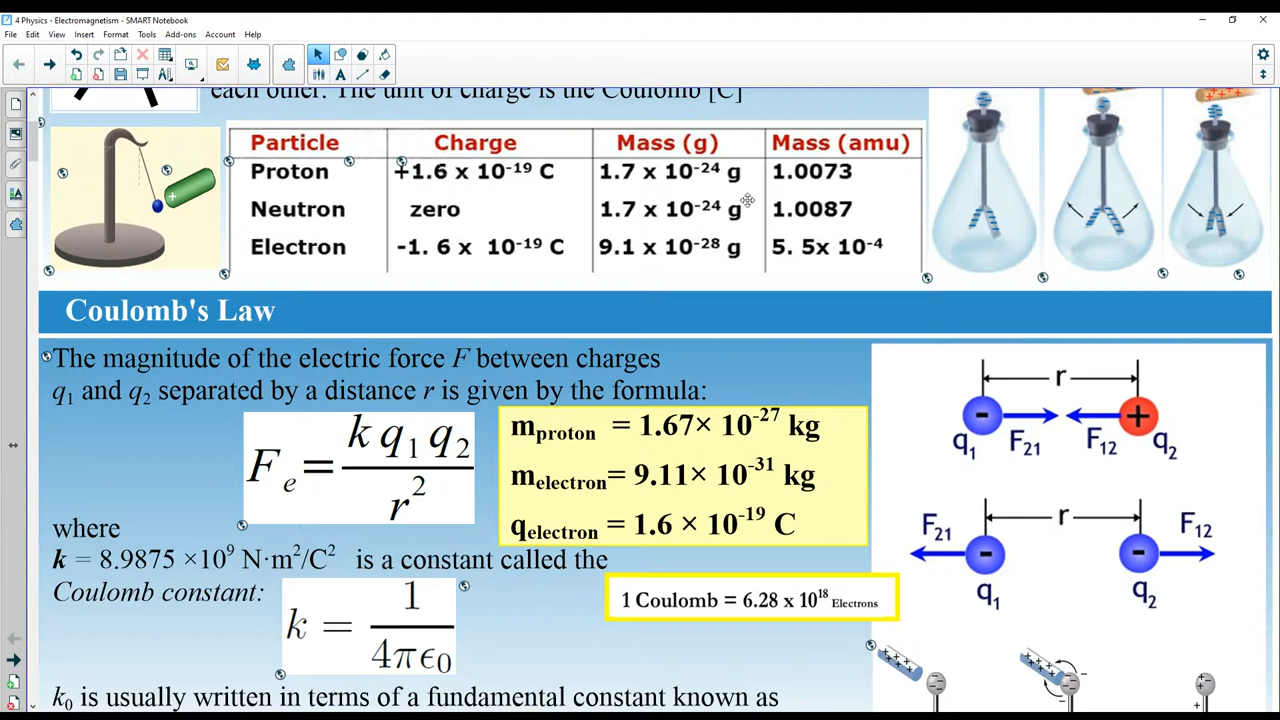 4 Physics - Electromagnetism - SMART Notebook
File Edit View Insert Format Tools Add-ons Account Help
each other. The unit of charge is the Coulomb [C]
Particle Charge Mass (g) Mass (amu)
Proton +1.6 x 10⁻¹⁹ C 1.7 x 10⁻²⁴ g 1.0073
Neutron zero 1.7 x 10⁻²⁴ g 1.0087
Electron -1. 6 x 10⁻¹⁹ C 9.1 x 10⁻²⁸ g 5. 5x 10⁻⁴
Coulomb's Law
The magnitude of the electric force F between charges
q₁ and q₂ separated by a distance r is given by the formula:
Fₑ = k q₁ q₂ / r²
m_proton = 1.67× 10⁻²⁷ kg
m_electron= 9.11× 10⁻³¹ kg
q_electron = 1.6 × 10⁻¹⁹ C
where
k = 8.9875 ×10⁹ N·m²/C² is a constant called the
Coulomb constant:
k = 1 / 4πϵ₀
1 Coulomb = 6.28 x 10¹⁸ Electrons
k₀ is usually written in terms of a fundamental constant known as
r
- +
q₁ F₂₁ F₁₂ q₂
F₂₁ r F₁₂
- -
q₁ q₂